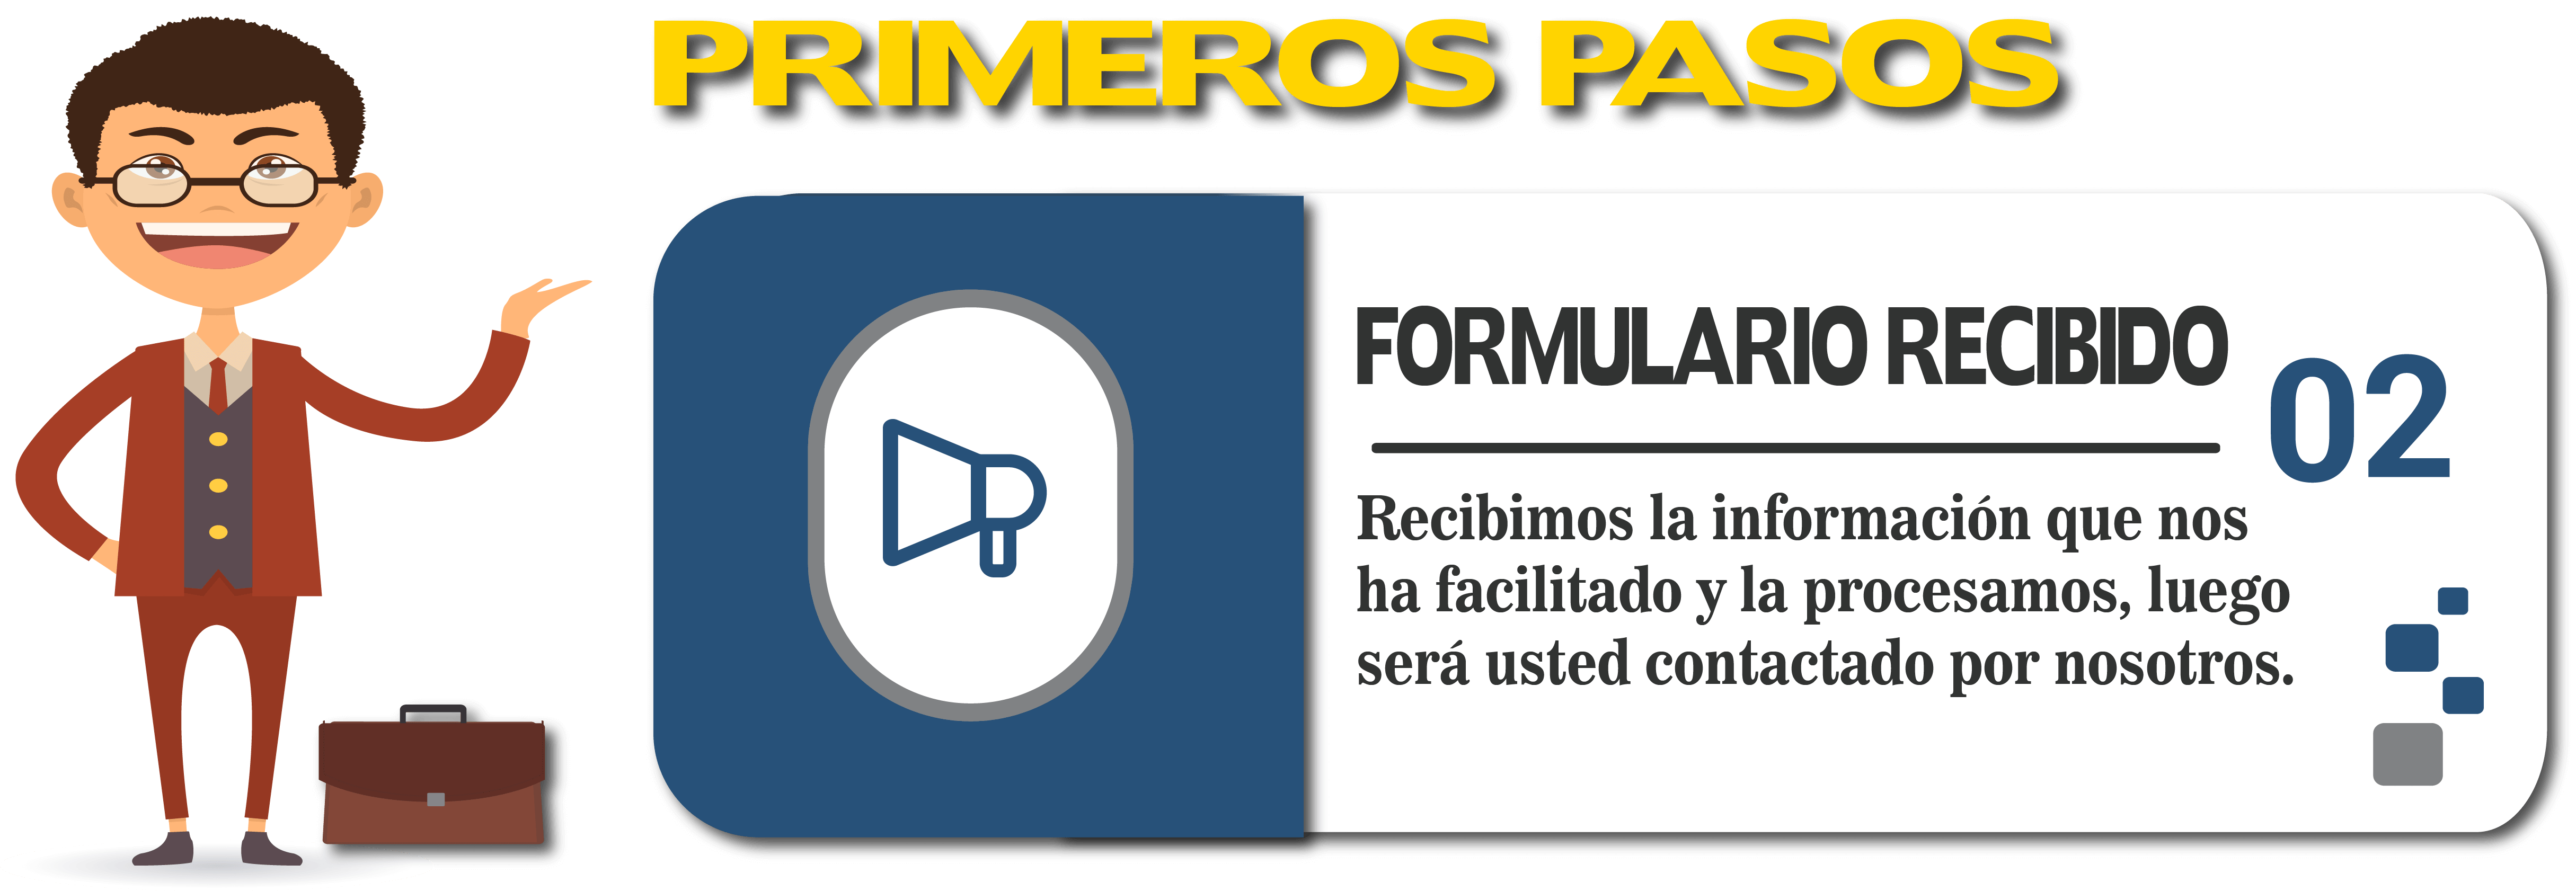 PRIMEROS PASOS
FORMULARIO RECIBIDO
02
Recibimos la información que nos
ha facilitado y la procesamos, luego
será usted contactado por nosotros.